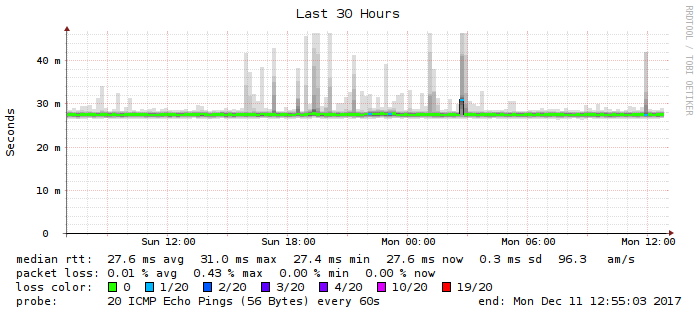 Last 30 Hours
RRDTOOL / TOBI OETIKER
Seconds
40 m
30 m
20 m
10 m
0
Sun 12:00 Sun 18:00 Mon 00:00 Mon 06:00 Mon 12:00
median rtt: 27.6 ms avg 31.0 ms max 27.4 ms min 27.6 ms now 0.3 ms sd 96.3 am/s
packet loss: 0.01 % avg 0.43 % max 0.00 % min 0.00 % now
loss color: 0 1/20 2/20 3/20 4/20 10/20 19/20
probe: 20 ICMP Echo Pings (56 Bytes) every 60s end: Mon Dec 11 12:55:03 2017